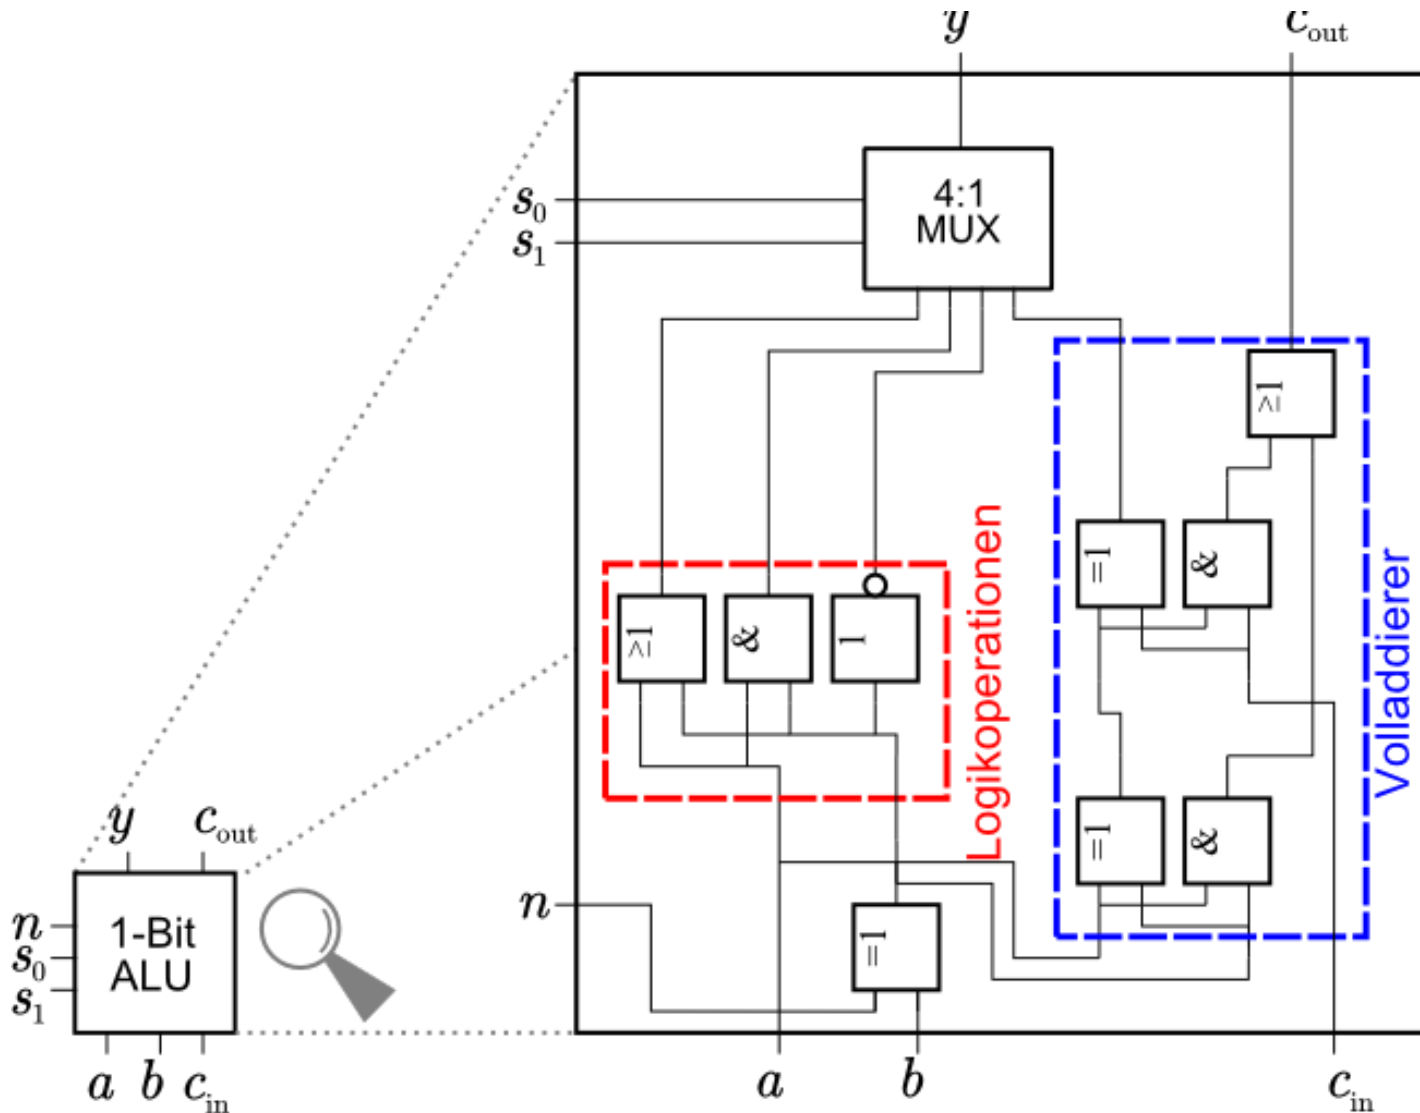 y
c_out
s_0
s_1
4:1
MUX
≥1
=1
&
≥1
&
1
Logikoperationen
Volladdierer
=1
&
n
=1
a
b
c_in
y
c_out
n
s_0
s_1
1-Bit
ALU
a
b
c_in